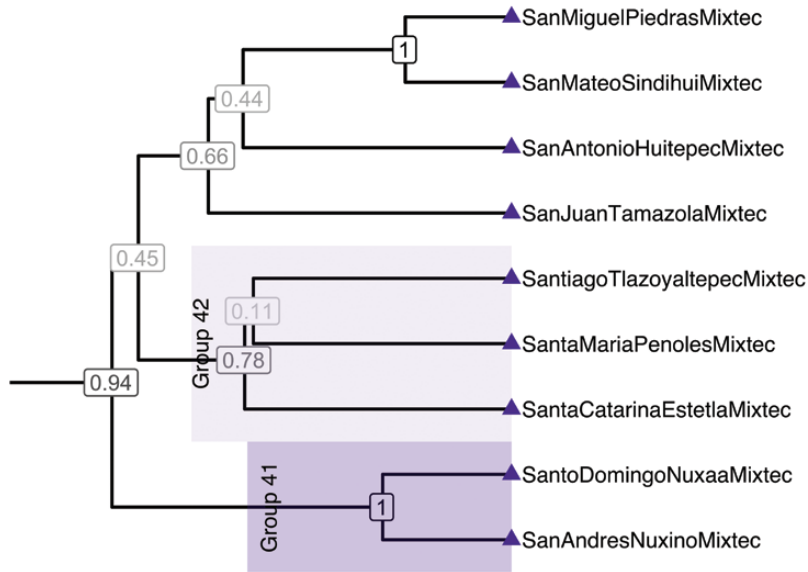 SanMiguelPiedrasMixtec
1
SanMateoSindihuiMixtec
0.44
SanAntonioHuitepecMixtec
0.66
SanJuanTamazolaMixtec
0.45
SantiagoTlazoyaltepecMixtec
0.11
Group 42
SantaMariaPenolesMixtec
0.78
0.94
SantaCatarinaEstetlaMixtec
SantoDomingoNuxaaMixtec
Group 41
1
SanAndresNuxinoMixtec